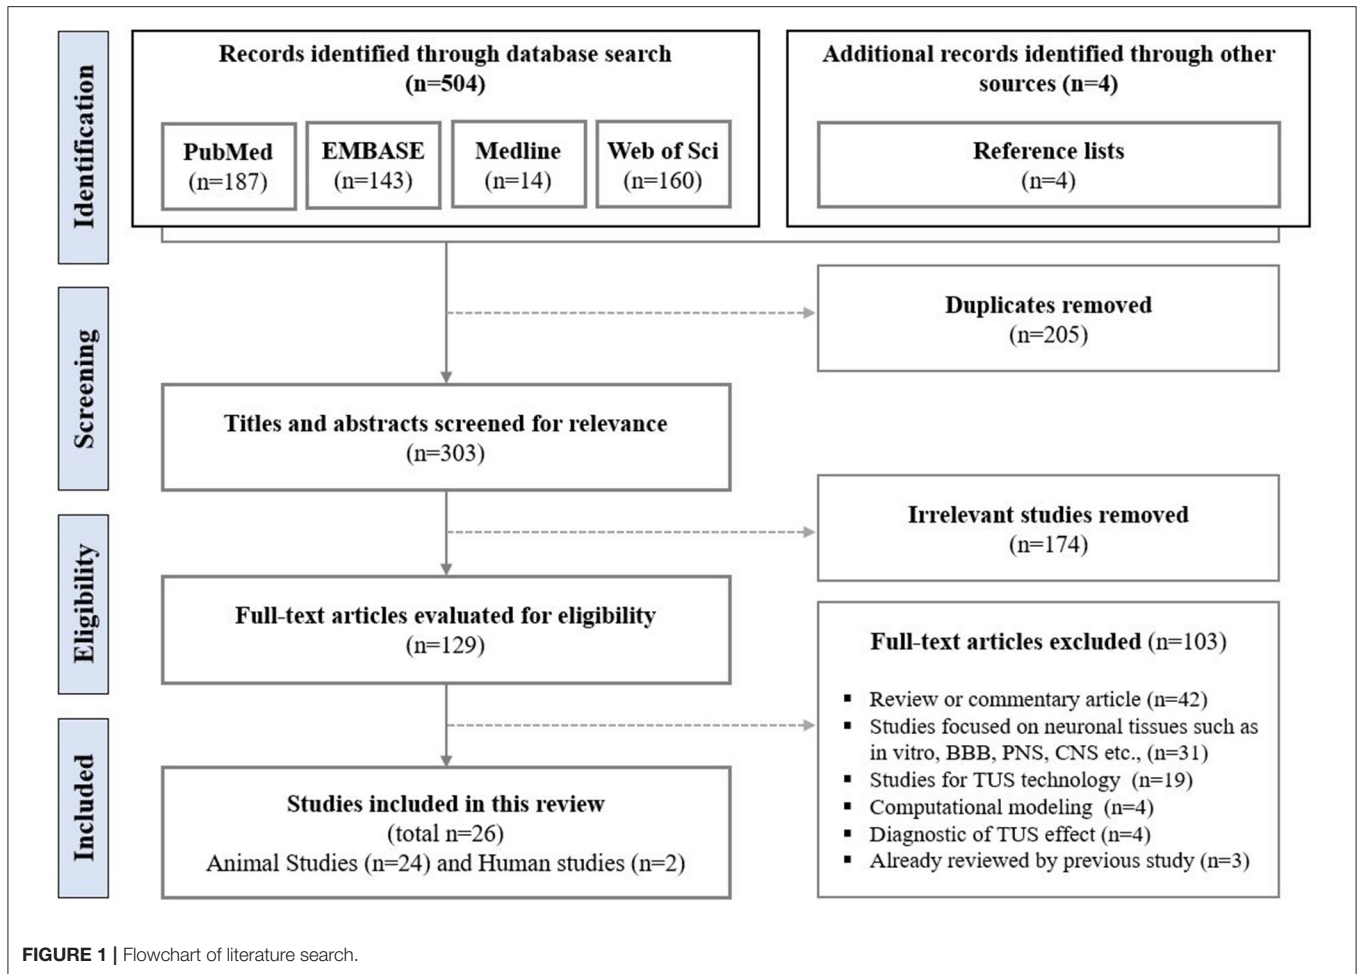 Identification
Records identified through database search
(n=504)
PubMed
(n=187)
EMBASE
(n=143)
Medline
(n=14)
Web of Sci
(n=160)
Additional records identified through other
sources (n=4)
Reference lists
(n=4)
Screening
Duplicates removed
(n=205)
Titles and abstracts screened for relevance
(n=303)
Irrelevant studies removed
(n=174)
Eligibility
Full-text articles evaluated for eligibility
(n=129)
Full-text articles excluded (n=103)
▪ Review or commentary article (n=42)
▪ Studies focused on neuronal tissues such as
in vitro, BBB, PNS, CNS etc., (n=31)
▪ Studies for TUS technology (n=19)
▪ Computational modeling (n=4)
▪ Diagnostic of TUS effect (n=4)
▪ Already reviewed by previous study (n=3)
Included
Studies included in this review
(total n=26)
Animal Studies (n=24) and Human studies (n=2)
FIGURE 1 | Flowchart of literature search.